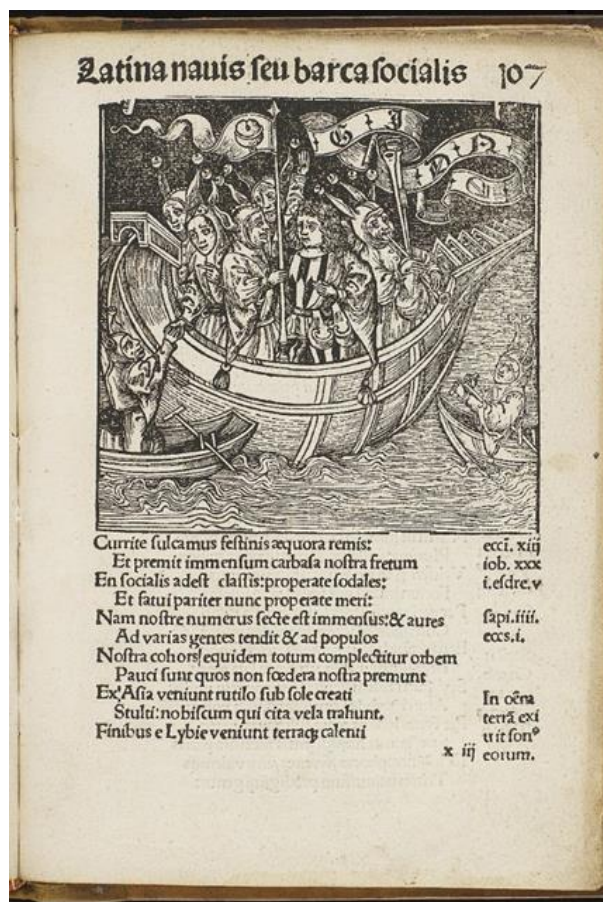 Latina nauis seu barca socialis 107
G I
N A
Currite sulcamus festinis æquora remis: ecci. xiij
Et premit immensum carbasa nostra fretum iob. xxx
En socialis adest classis: properate sodales: i. esdre. v
Et fatui pariter nunc properate meri:
Nam nostre numerus secte est immensus: & aures sapi. iiii.
Ad varias gentes tendit & ad populos eccs. i.
Nostra cohors/ equidem totum complectitur orbem
Pauci sunt quos non fœdera nostra premunt
Ex/ Asia veniunt rutilo sub sole creati In oēna
Stulti: nobiscum qui cita vela trahunt. terrā exi
Finibus e Lybie veniunt terraqꝫ calenti uit sonꝰ
x iij eorum.